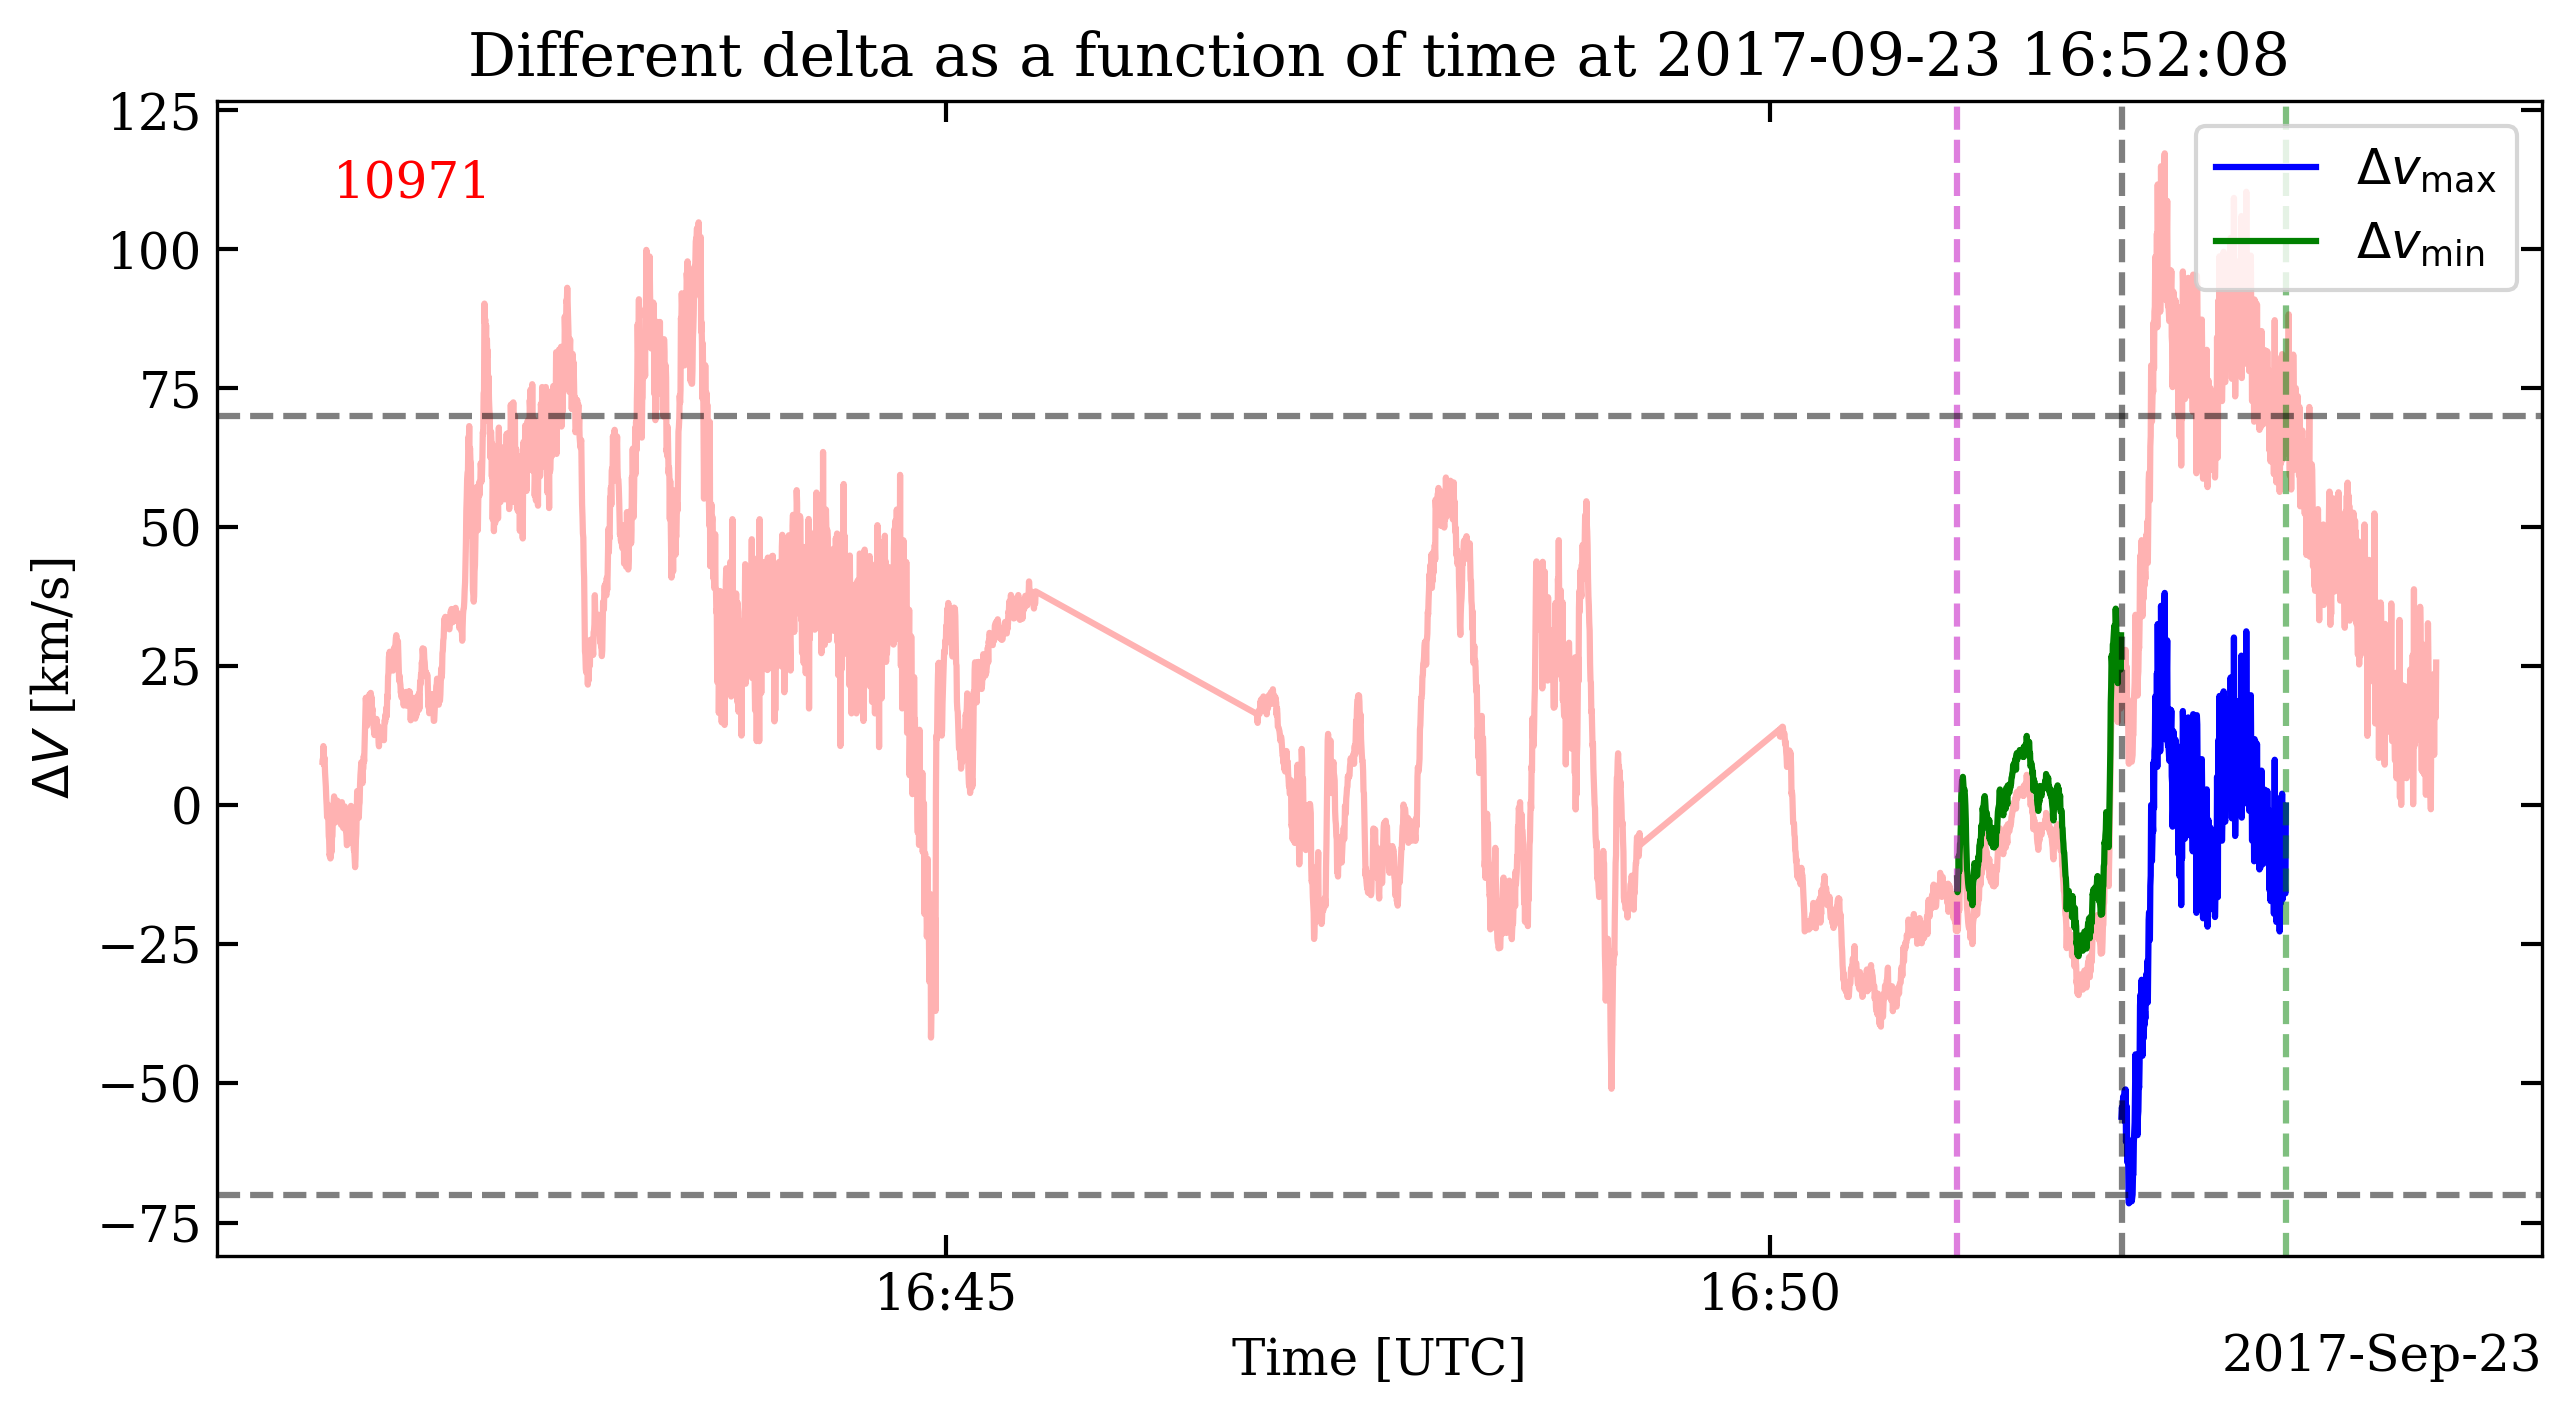 Different delta as a function of time at 2017-09-23 16:52:08
125
100
75
50
25
0
−25
−50
−75
ΔV [km/s]
10971
Δv_max
Δv_min
16:45
16:50
Time [UTC]
2017-Sep-23